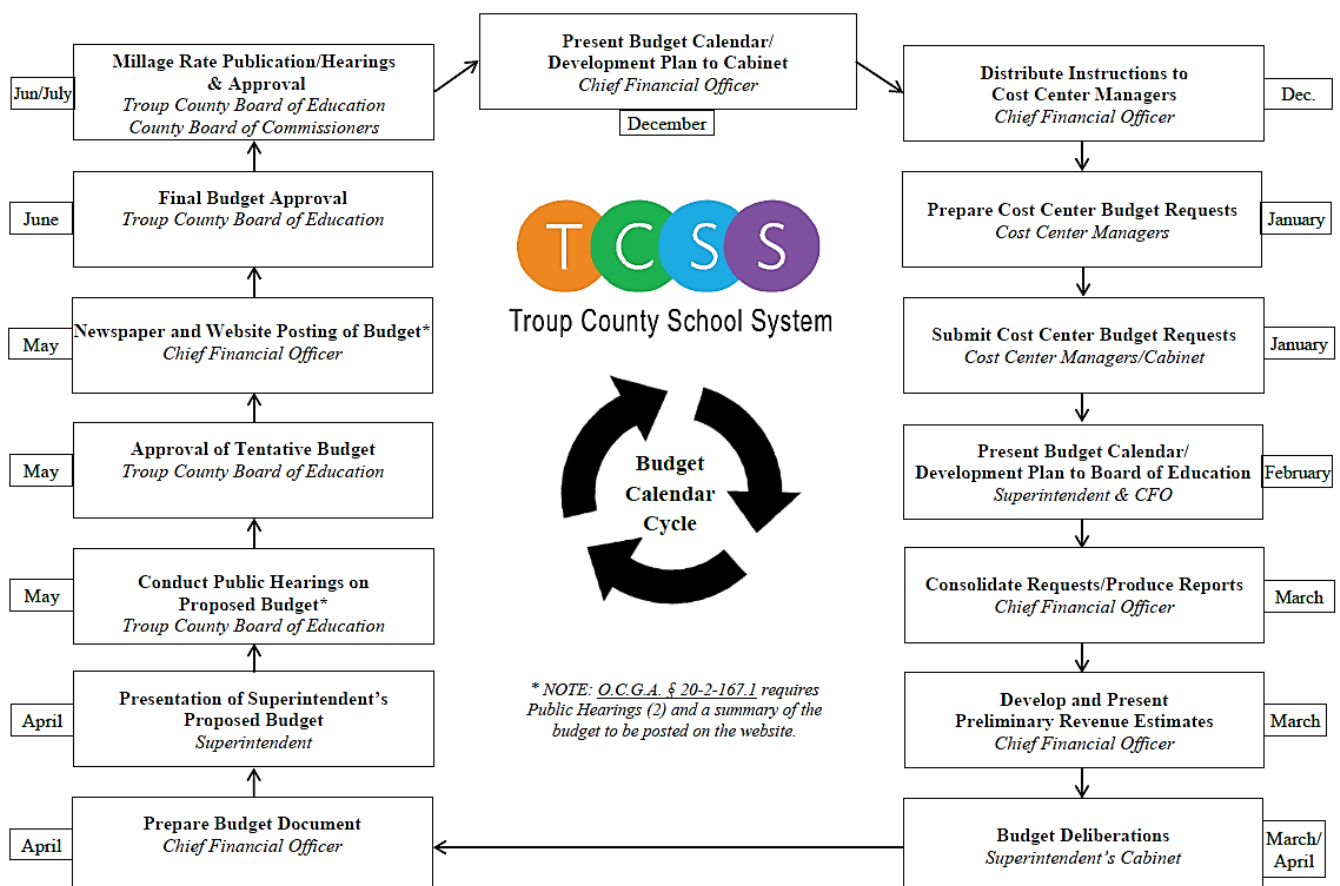 Present Budget Calendar/
Development Plan to Cabinet
Chief Financial Officer
December
Distribute Instructions to
Cost Center Managers
Chief Financial Officer
Dec.
Prepare Cost Center Budget Requests
Cost Center Managers
January
Submit Cost Center Budget Requests
Cost Center Managers/Cabinet
January
Present Budget Calendar/
Development Plan to Board of Education
Superintendent & CFO
February
Consolidate Requests/Produce Reports
Chief Financial Officer
March
Develop and Present
Preliminary Revenue Estimates
Chief Financial Officer
March
Budget Deliberations
Superintendent's Cabinet
March/
April
Prepare Budget Document
Chief Financial Officer
April
Presentation of Superintendent's
Proposed Budget
Superintendent
April
Conduct Public Hearings on
Proposed Budget*
Troup County Board of Education
May
Approval of Tentative Budget
Troup County Board of Education
May
Newspaper and Website Posting of Budget*
Chief Financial Officer
May
Final Budget Approval
Troup County Board of Education
June
Millage Rate Publication/Hearings
& Approval
Troup County Board of Education
County Board of Commissioners
Jun/July
TCSS
Troup County School System
Budget
Calendar
Cycle
* NOTE: O.C.G.A. § 20-2-167.1 requires
Public Hearings (2) and a summary of the
budget to be posted on the website.